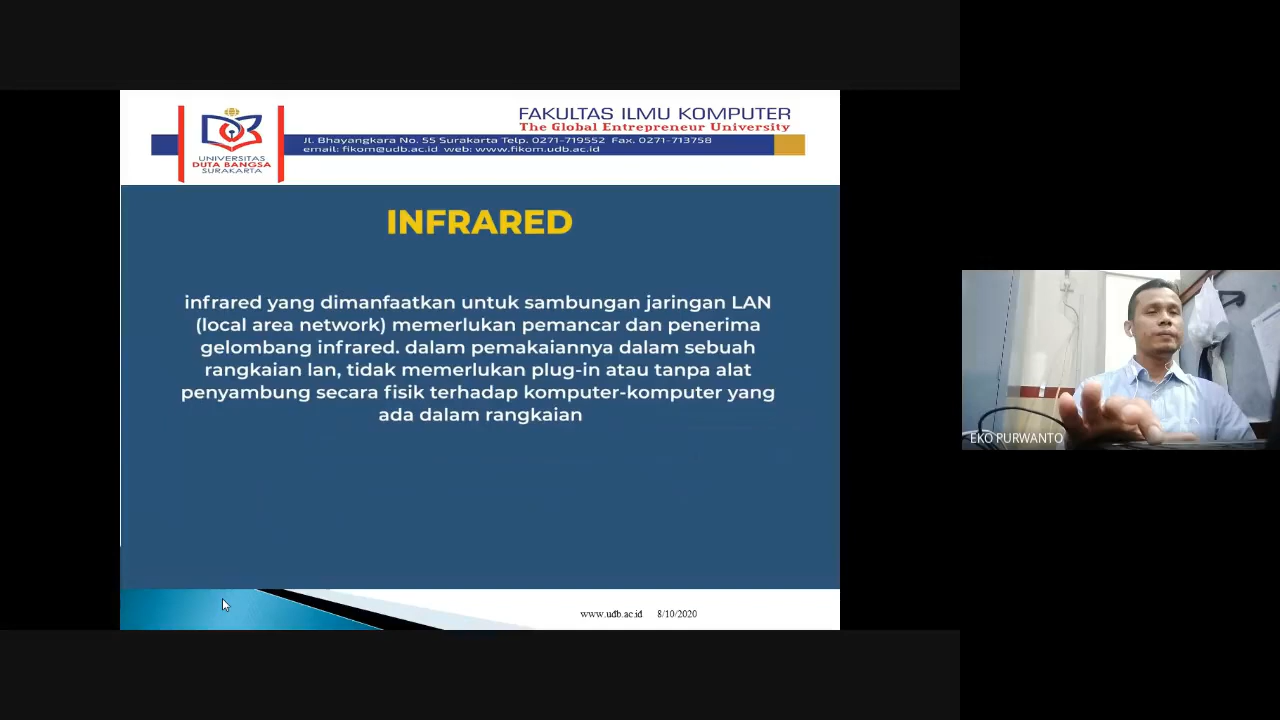 FAKULTAS ILMU KOMPUTER
The Global Entrepreneur University
Jl. Bhayangkara No. 55 Surakarta Telp. 0271-719552 Fax. 0271-713758
email: fikom@udb.ac.id web: www.fikom.udb.ac.id
UNIVERSITAS
DUTA BANGSA
SURAKARTA
INFRARED
infrared yang dimanfaatkan untuk sambungan jaringan LAN
(local area network) memerlukan pemancar dan penerima
gelombang infrared. dalam pemakaiannya dalam sebuah
rangkaian lan, tidak memerlukan plug-in atau tanpa alat
penyambung secara fisik terhadap komputer-komputer yang
ada dalam rangkaian
www.udb.ac.id 8/10/2020
EKO PURWANTO